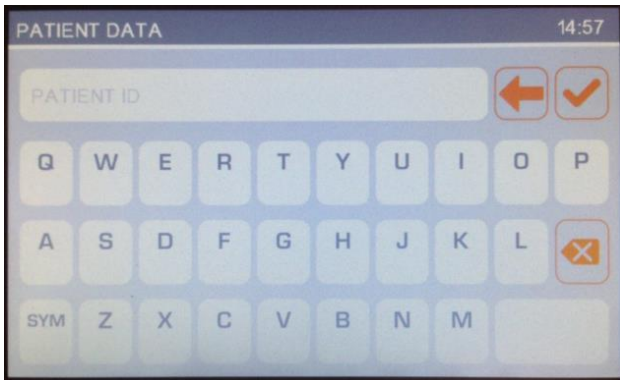 PATIENT DATA 14:57
PATIENT ID
Q W E R T Y U I O P
A S D F G H J K L
SYM Z X C V B N M